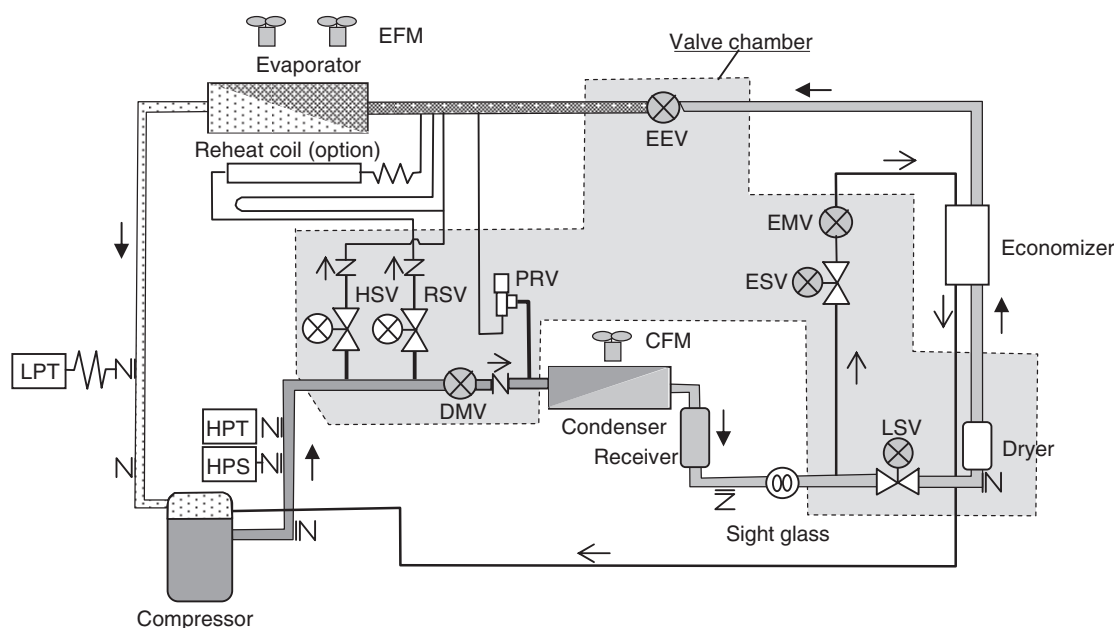 EFM
Valve chamber
Evaporator
EEV
Reheat coil (option)
EMV
Economizer
ESV
PRV
HSV
RSV
CFM
LPT
DMV
LSV
HPT
Condenser
Dryer
HPS
Receiver
Sight glass
Compressor